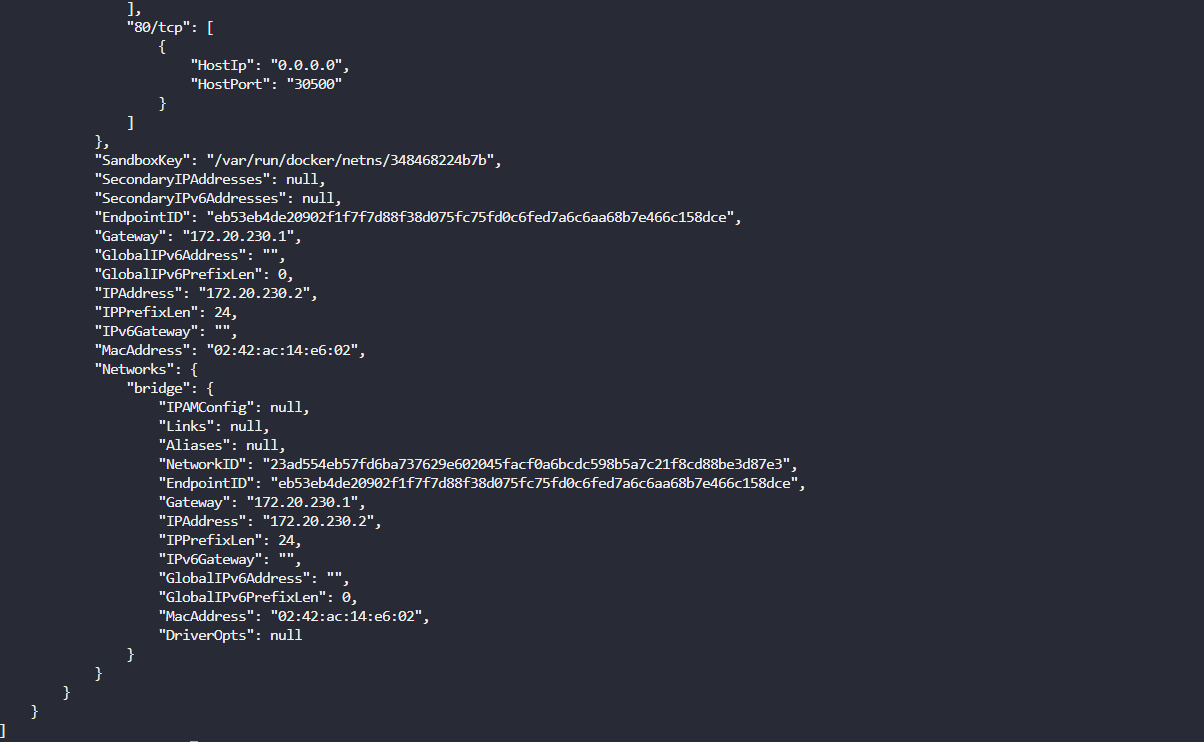 ],
"80/tcp": [
{
"HostIp": "0.0.0.0",
"HostPort": "30500"
}
]
},
"SandboxKey": "/var/run/docker/netns/348468224b7b",
"SecondaryIPAddresses": null,
"SecondaryIPv6Addresses": null,
"EndpointID": "eb53eb4de20902f1f7f7d88f38d075fc75fd0c6fed7a6c6aa68b7e466c158dce",
"Gateway": "172.20.230.1",
"GlobalIPv6Address": "",
"GlobalIPv6PrefixLen": 0,
"IPAddress": "172.20.230.2",
"IPPrefixLen": 24,
"IPv6Gateway": "",
"MacAddress": "02:42:ac:14:e6:02",
"Networks": {
"bridge": {
"IPAMConfig": null,
"Links": null,
"Aliases": null,
"NetworkID": "23ad554eb57fd6ba737629e602045facf0a6bcdc598b5a7c21f8cd88be3d87e3",
"EndpointID": "eb53eb4de20902f1f7f7d88f38d075fc75fd0c6fed7a6c6aa68b7e466c158dce",
"Gateway": "172.20.230.1",
"IPAddress": "172.20.230.2",
"IPPrefixLen": 24,
"IPv6Gateway": "",
"GlobalIPv6Address": "",
"GlobalIPv6PrefixLen": 0,
"MacAddress": "02:42:ac:14:e6:02",
"DriverOpts": null
}
}
}
}
]